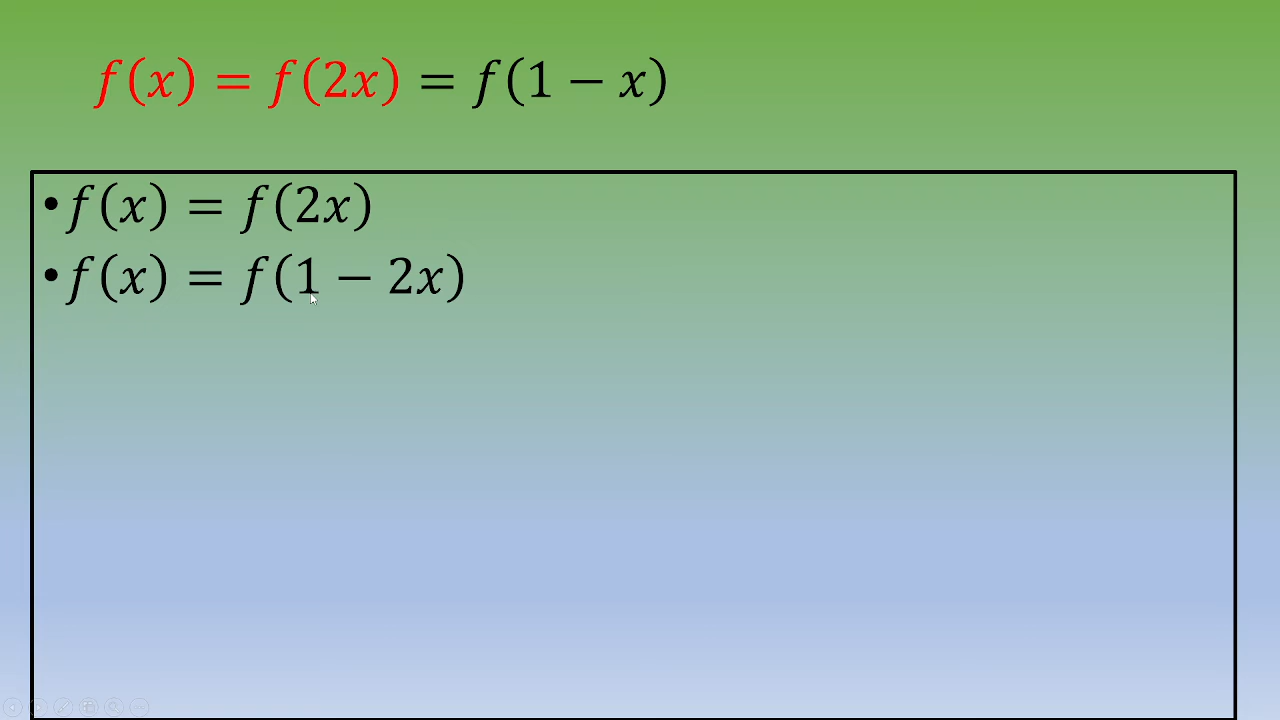 f(x) = f(2x) = f(1 − x)
•f(x) = f(2x)
•f(x) = f(1 − 2x)